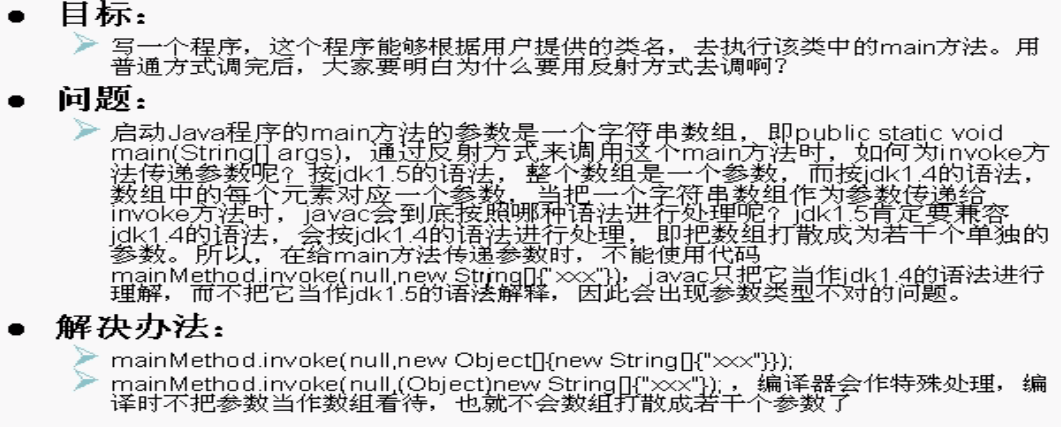 目标:
写一个程序，这个程序能够根据用户提供的类名，去执行该类中的main方法。用
普通方式调完后，大家要明白为什么要用反射方式去调啊？
问题:
启动Java程序的main方法的参数是一个字符串数组，即public static void
main(String[] args)，通过反射方式来调用这个main方法时，如何为invoke方
法传递参数呢？按jdk1.5的语法，整个数组是一个参数，而按jdk1.4的语法，
数组中的每个元素对应一个参数，当把一个字符串数组作为参数传递给
invoke方法时，javac会到底按照哪种语法进行处理呢？jdk1.5肯定要兼容
jdk1.4的语法，会按jdk1.4的语法进行处理，即把数组打散成为若干个单独的
参数。所以，在给main方法传递参数时，不能使用代码
mainMethod.invoke(null,new String[]{"xxx"})，javac只把它当作jdk1.4的语法进行
理解，而不把它当作jdk1.5的语法解释，因此会出现参数类型不对的问题。
解决办法:
mainMethod.invoke(null,new Object[]{new String[]{"xxx"}});
mainMethod.invoke(null,(Object)new String[]{"xxx"}); ，编译器会作特殊处理，编
译时不把参数当作数组看待，也就不会数组打散成若干个参数了